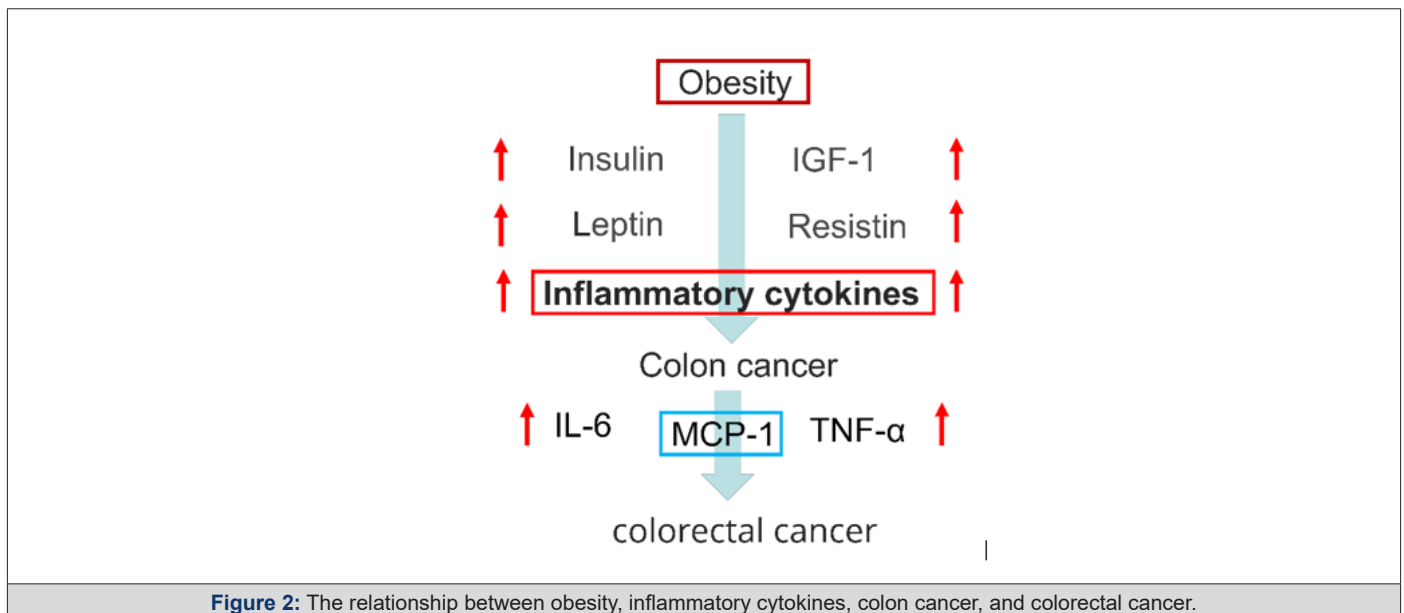 Obesity
Insulin IGF-1
Leptin Resistin
Inflammatory cytokines
Colon cancer
IL-6 MCP-1 TNF-α
colorectal cancer
Figure 2: The relationship between obesity, inflammatory cytokines, colon cancer, and colorectal cancer.